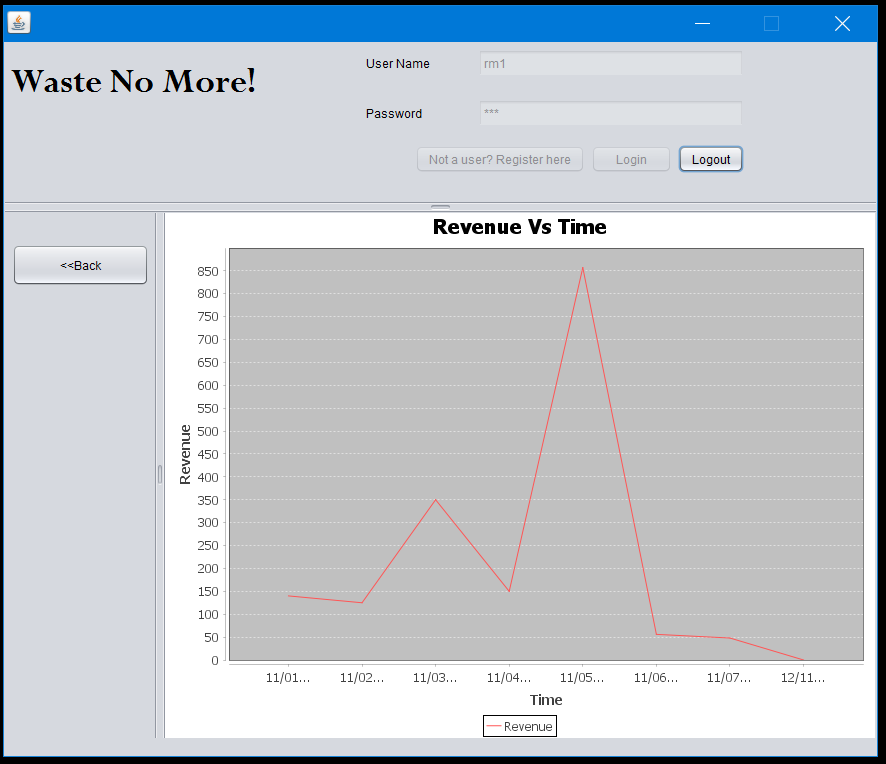 Waste No More!
User Name
rm1
Password
***
Not a user? Register here
Login
Logout
<<Back
Revenue Vs Time
Revenue
850
800
750
700
650
600
550
500
450
400
350
300
250
200
150
100
50
0
11/01... 11/02... 11/03... 11/04... 11/05... 11/06... 11/07... 12/11...
Time
Revenue